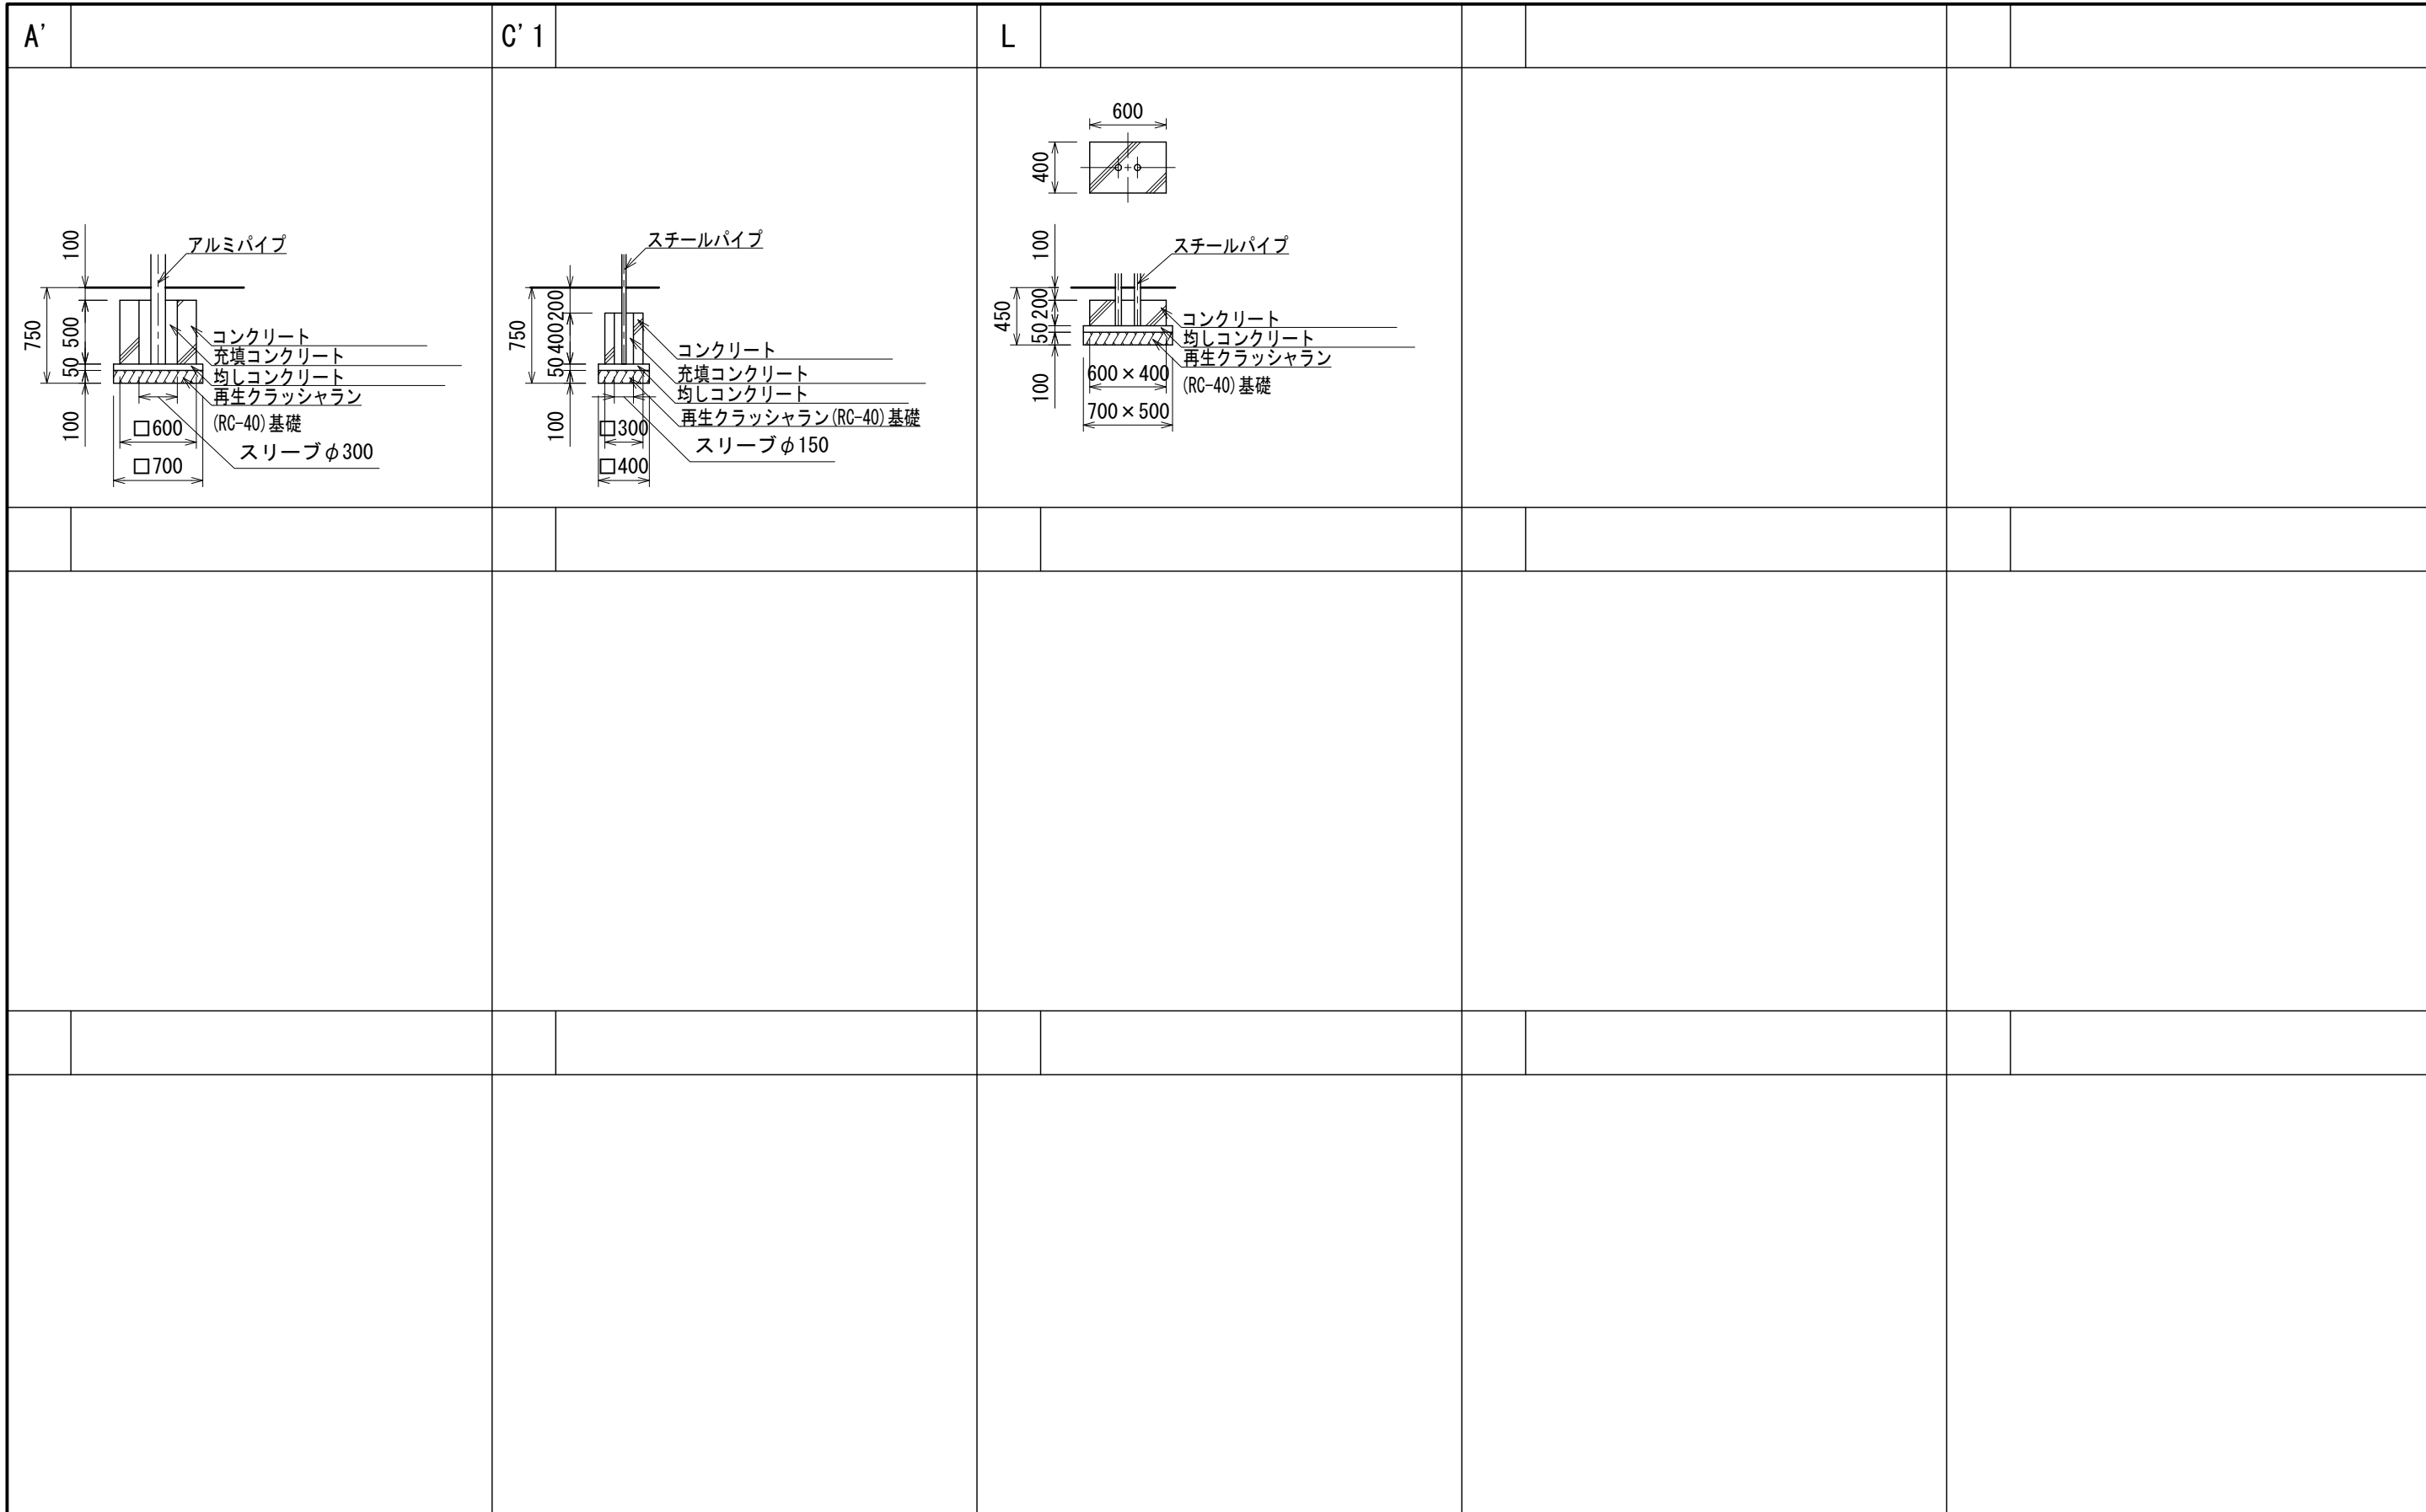 A'
C'1
L
100
アルミパイプ
750
500
50
100
コンクリート
充填コンクリート
均しコンクリート
再生クラッシャラン
(RC-40)基礎
□600
スリーブφ300
□700
スチールパイプ
750
200
400
50
100
コンクリート
充填コンクリート
均しコンクリート
再生クラッシャラン(RC-40)基礎
□300
スリーブφ150
□400
600
400
100
スチールパイプ
450
200
50
100
コンクリート
均しコンクリート
再生クラッシャラン
(RC-40)基礎
600×400
700×500